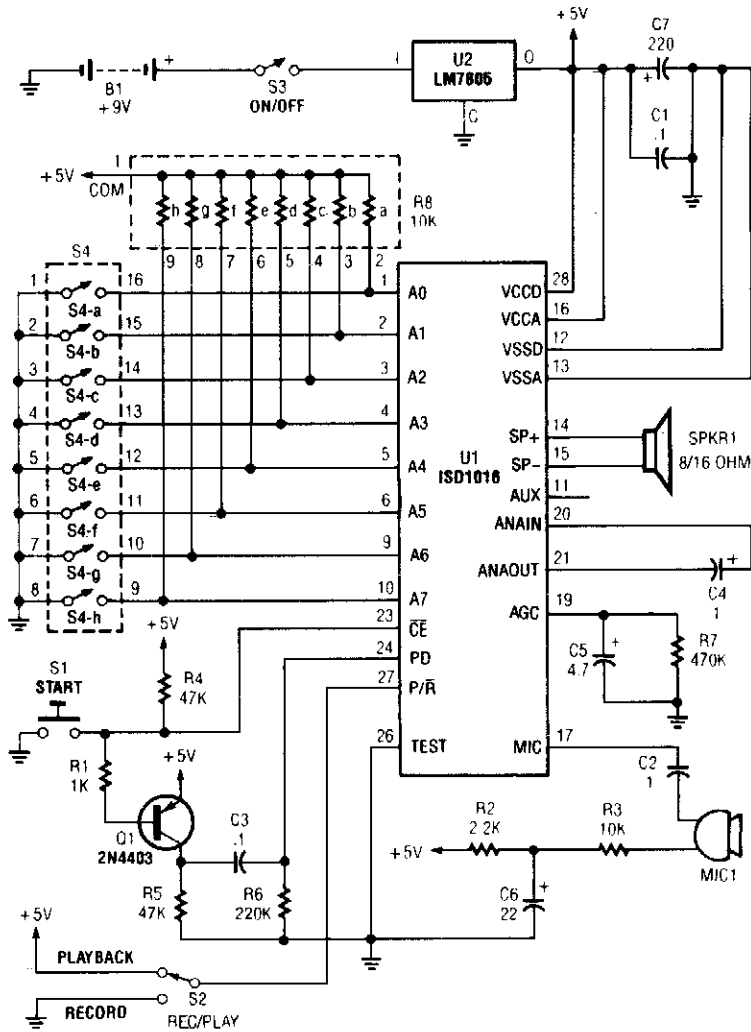 +5V
C7
220
+
I
U2
LM7805
O
+
B1
+9V
S3
ON/OFF
C
C1
.1
1
+5V
COM
h g f e d c b a
R8
10K
S4
9 8 7 6 5 4 3 2
1 S4-a 16 1 A0
2 S4-b 15 2 A1
3 S4-c 14 3 A2
4 S4-d 13 4 A3
5 S4-e 12 5 A4
6 S4-f 11 6 A5
7 S4-g 10 9 A6
8 S4-h 9 10 A7
VCCD 28
VCCA 16
VSSD 12
VSSA 13
U1
ISD1016
SP+ 14
SP- 15
SPKR1
8/16 OHM
AUX 11
ANAIN 20
ANAOUT 21
+
C4
1
AGC 19
C5
4.7
+
R7
470K
23 CE
24 PD
27 P/R
26 TEST
MIC 17
C2
1
+5V
R4
47K
S1
START
R1
1K
+5V
Q1
2N4403
C3
.1
R5
47K
R6
220K
+5V
R2
2.2K
R3
10K
MIC1
C6
22
+
+5V
PLAYBACK
RECORD
S2
REC/PLAY